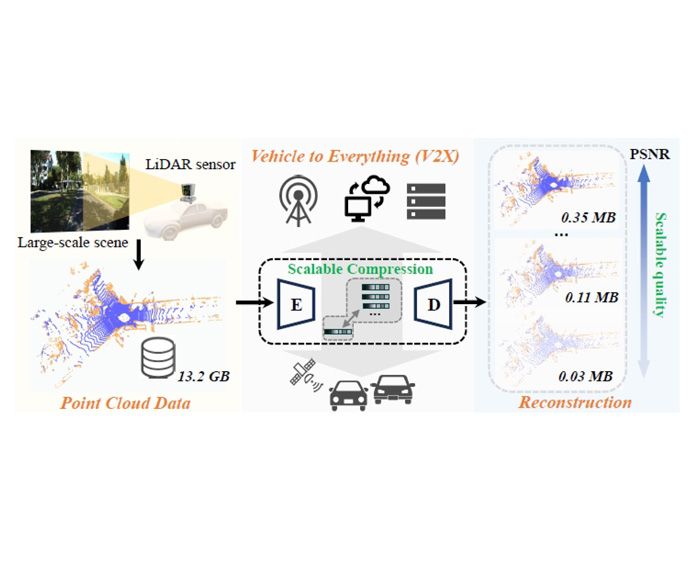 LiDAR sensor
Large-scale scene
13.2 GB
Point Cloud Data
Vehicle to Everything (V2X)
Scalable Compression
E
...
D
PSNR
0.35 MB
...
0.11 MB
0.03 MB
Scalable quality
Reconstruction